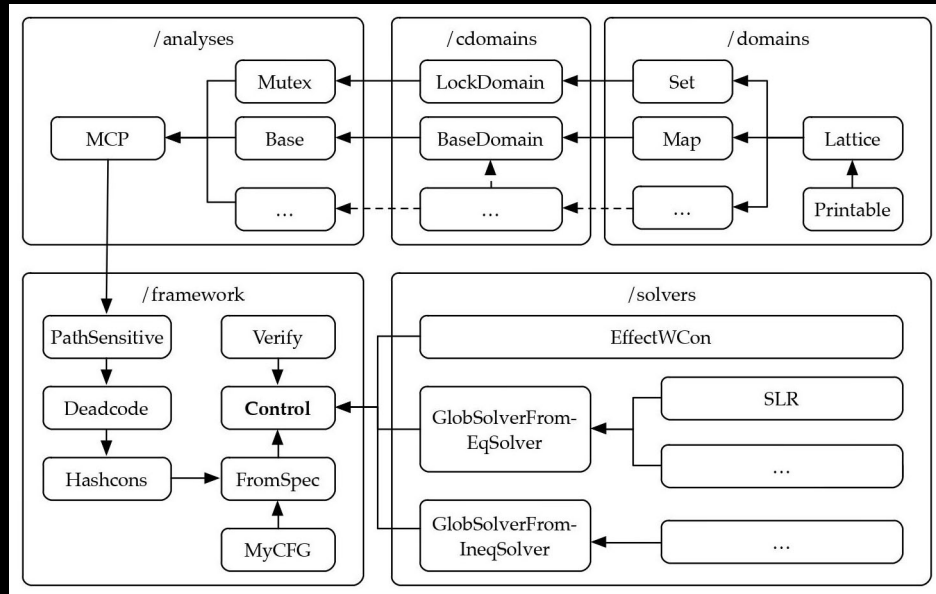 /analyses
Mutex
MCP
Base
...
/cdomains
LockDomain
BaseDomain
...
/domains
Set
Map
Lattice
...
Printable
/framework
PathSensitive
Verify
Deadcode
Control
Hashcons
FromSpec
MyCFG
/solvers
EffectWCon
GlobSolverFrom-
EqSolver
SLR
...
GlobSolverFrom-
IneqSolver
...